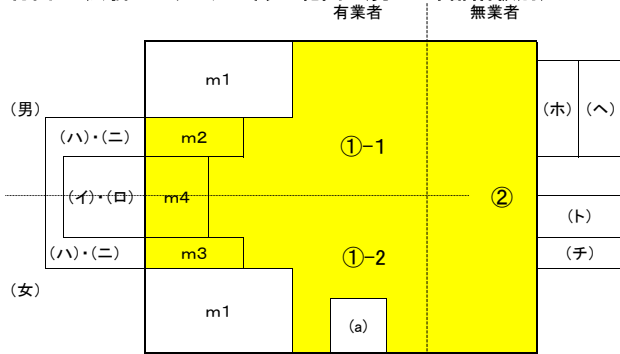 有業者 無業者
m1
(男)
(ホ) (ヘ)
(ハ)・(ニ) m2
①-1
(イ)・(ロ) m4 ②
(ト)
(ハ)・(ニ) m3 ①-2 (チ)
(女)
m1 (a)